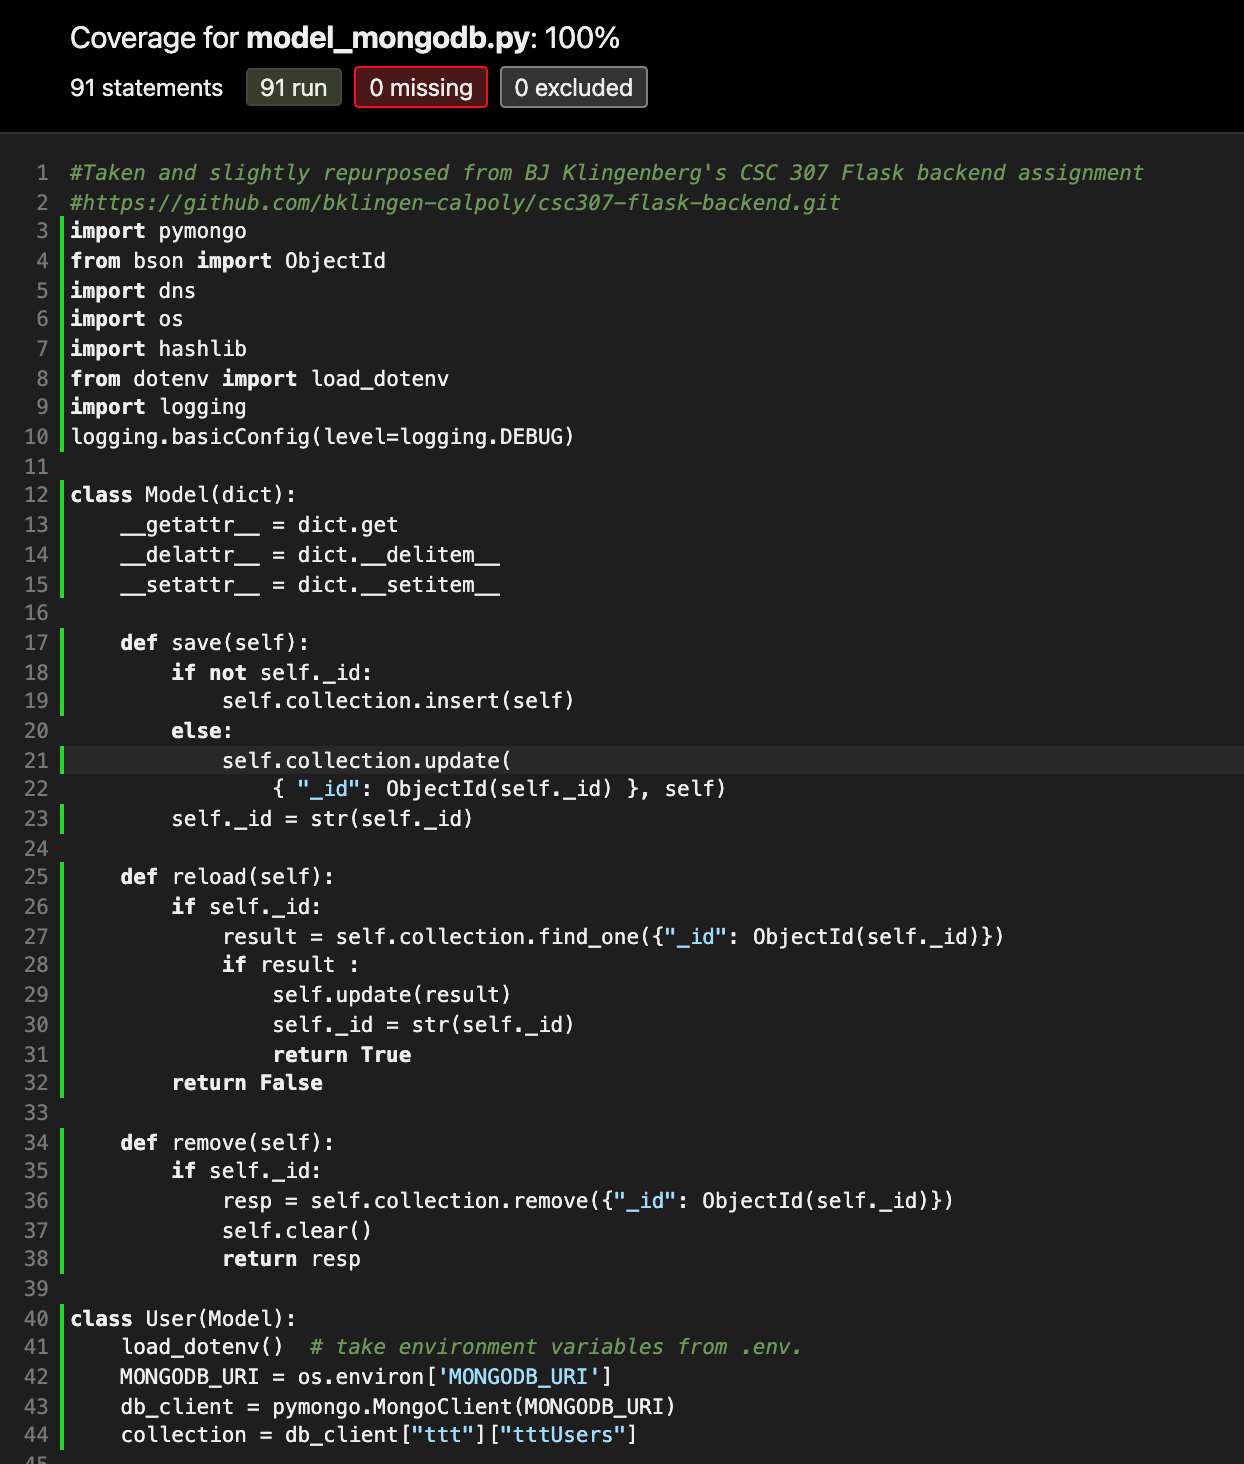 Coverage for model_mongodb.py: 100%
91 statements 91 run 0 missing 0 excluded
1 #Taken and slightly repurposed from BJ Klingenberg's CSC 307 Flask backend assignment
2 #https://github.com/bklingen-calpoly/csc307-flask-backend.git
3 import pymongo
4 from bson import ObjectId
5 import dns
6 import os
7 import hashlib
8 from dotenv import load_dotenv
9 import logging
10 logging.basicConfig(level=logging.DEBUG)
11
12 class Model(dict):
13     __getattr__ = dict.get
14     __delattr__ = dict.__delitem__
15     __setattr__ = dict.__setitem__
16
17     def save(self):
18         if not self._id:
19             self.collection.insert(self)
20         else:
21             self.collection.update(
22                 { "_id": ObjectId(self._id) }, self)
23         self._id = str(self._id)
24
25     def reload(self):
26         if self._id:
27             result = self.collection.find_one({"_id": ObjectId(self._id)})
28             if result :
29                 self.update(result)
30                 self._id = str(self._id)
31                 return True
32         return False
33
34     def remove(self):
35         if self._id:
36             resp = self.collection.remove({"_id": ObjectId(self._id)})
37             self.clear()
38             return resp
39
40 class User(Model):
41     load_dotenv()  # take environment variables from .env.
42     MONGODB_URI = os.environ['MONGODB_URI']
43     db_client = pymongo.MongoClient(MONGODB_URI)
44     collection = db_client["ttt"]["tttUsers"]
45